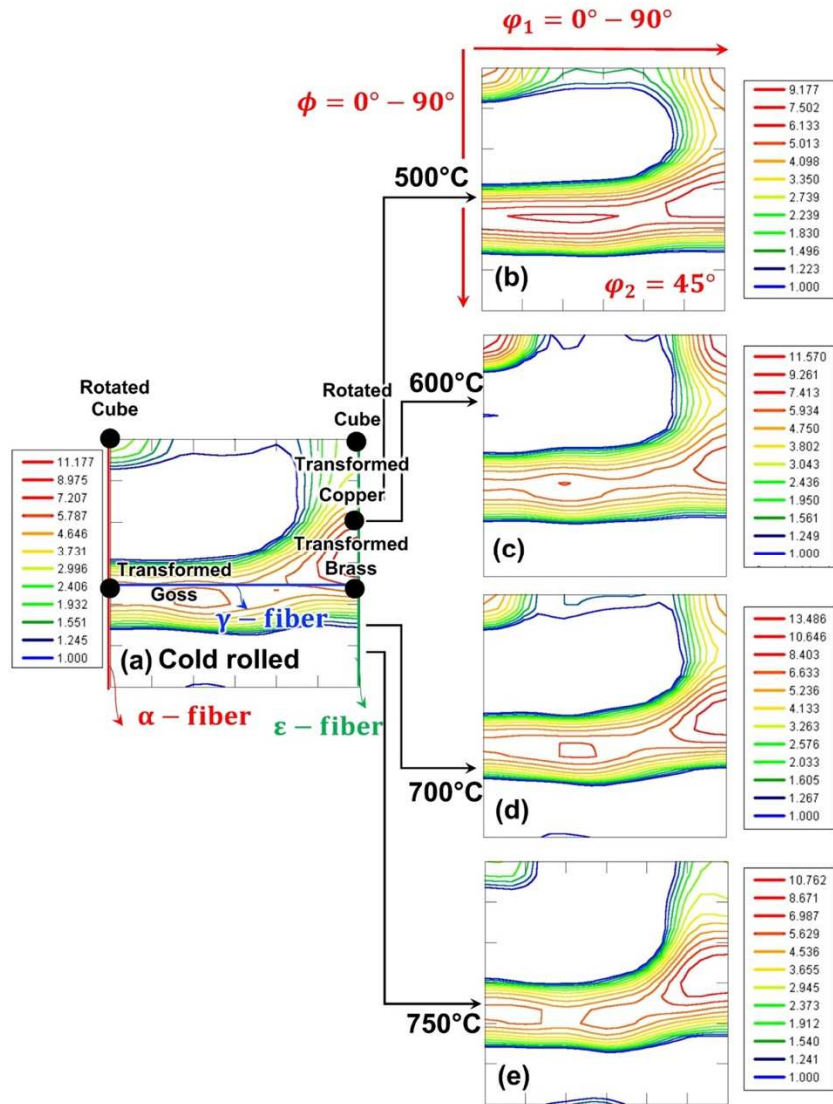 φ₁ = 0° − 90°
ϕ = 0° − 90°
9.177
7.502
6.133
5.013
4.098
3.350
2.739
2.239
1.830
1.496
1.223
1.000
500°C
(b)
φ₂ = 45°
600°C
(c)
11.570
9.261
7.413
5.934
4.750
3.802
3.043
2.436
1.950
1.561
1.249
1.000
Rotated
Cube
Rotated
Cube
Transformed
Copper
Transformed
Brass
Transformed
Goss
γ − fiber
(a) Cold rolled
α − fiber
ε − fiber
11.177
8.975
7.207
5.787
4.646
3.731
2.996
2.406
1.932
1.551
1.245
1.000
700°C
(d)
13.486
10.646
8.403
6.633
5.236
4.133
3.263
2.576
2.033
1.605
1.267
1.000
750°C
(e)
10.762
8.671
6.987
5.629
4.536
3.655
2.945
2.373
1.912
1.540
1.241
1.000